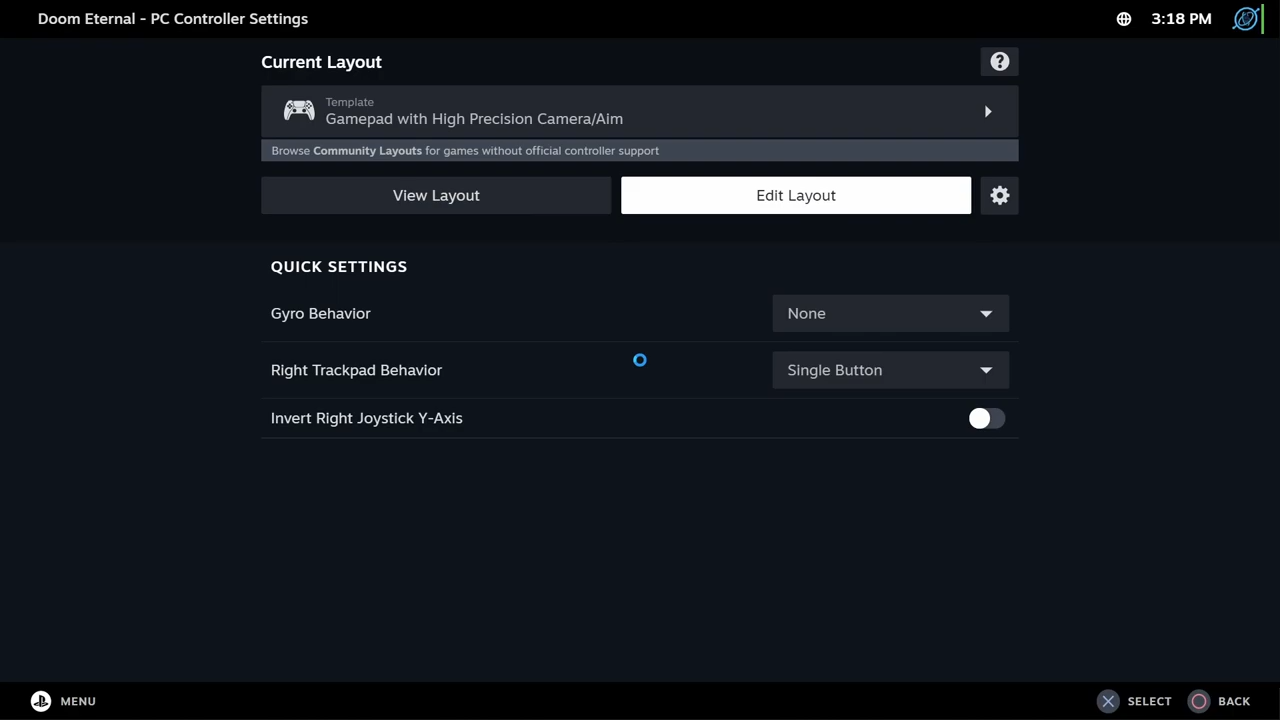 Doom Eternal - PC Controller Settings
3:18 PM
Current Layout
Template
Gamepad with High Precision Camera/Aim
Browse Community Layouts for games without official controller support
View Layout
Edit Layout
QUICK SETTINGS
Gyro Behavior
None
Right Trackpad Behavior
Single Button
Invert Right Joystick Y-Axis
MENU
SELECT
BACK